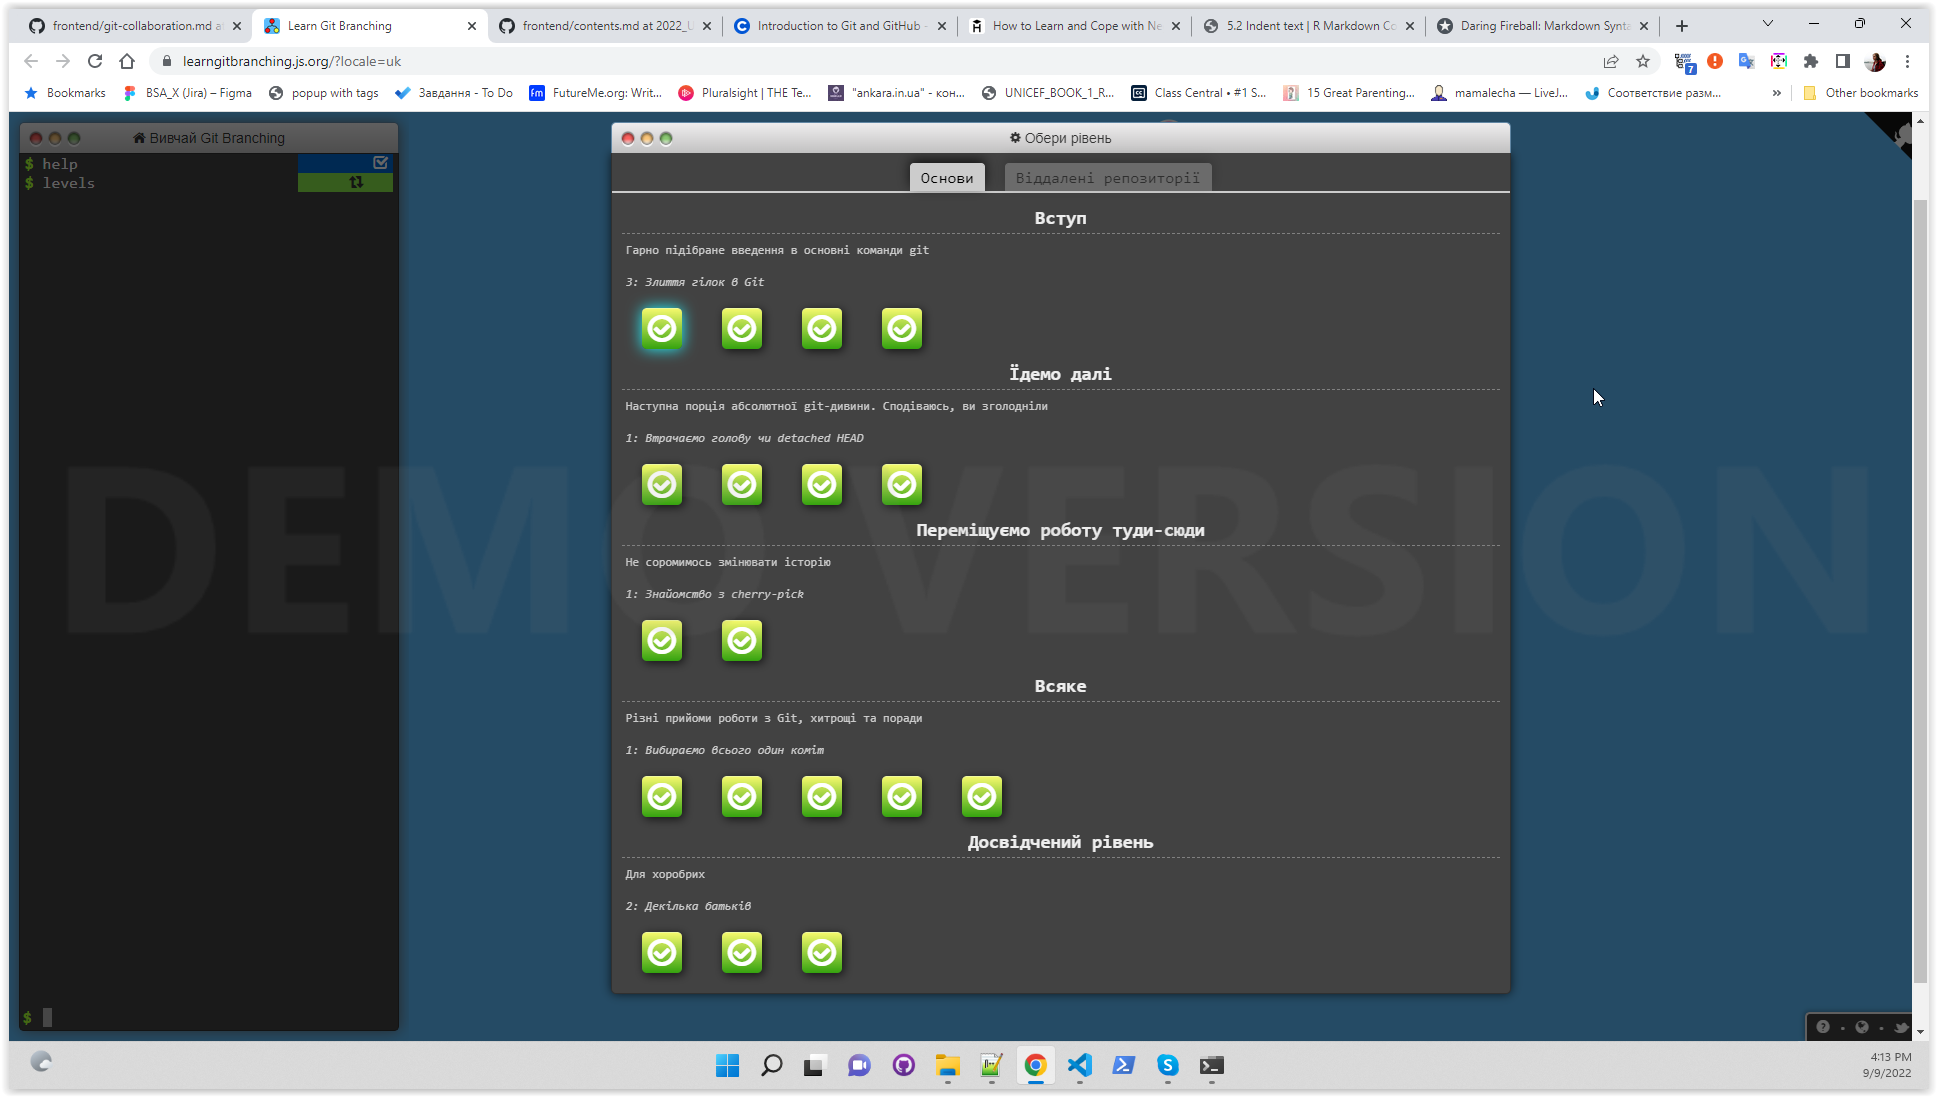 frontend/git-collaboration.md a
Learn Git Branching
frontend/contents.md at 2022_U
Introduction to Git and GitHub -
How to Learn and Cope with Ne
5.2 Indent text | R Markdown Co
Daring Fireball: Markdown Synta
learngitbranching.js.org/?locale=uk
7
Bookmarks
BSA_X (Jira) – Figma
popup with tags
Завдання - To Do
fm
FutureMe.org: Writ...
Pluralsight | THE Te...
"ankara.in.ua" - кон...
UNICEF_BOOK_1_R...
Class Central • #1 S...
15 Great Parenting...
mamalecha — LiveJ...
Соответствие разм...
»
Other bookmarks
Вивчай Git Branching
$ help
$ levels
$
Обери рівень
Основи
Віддалені репозиторії
Вступ
Гарно підібране введення в основні команди git
3: Злиття гілок в Git
Їдемо далі
Наступна порція абсолютної git-дивини. Сподіваюсь, ви зголодніли
1: Втрачаємо голову чи detached HEAD
Переміщуємо роботу туди-сюди
Не соромимось змінювати історію
1: Знайомство з cherry-pick
Всяке
Різні прийоми роботи з Git, хитрощі та поради
1: Вибираємо всього один коміт
Досвідчений рівень
Для хоробрих
2: Декілька батьків
DEMO VERSION
4:13 PM
9/9/2022